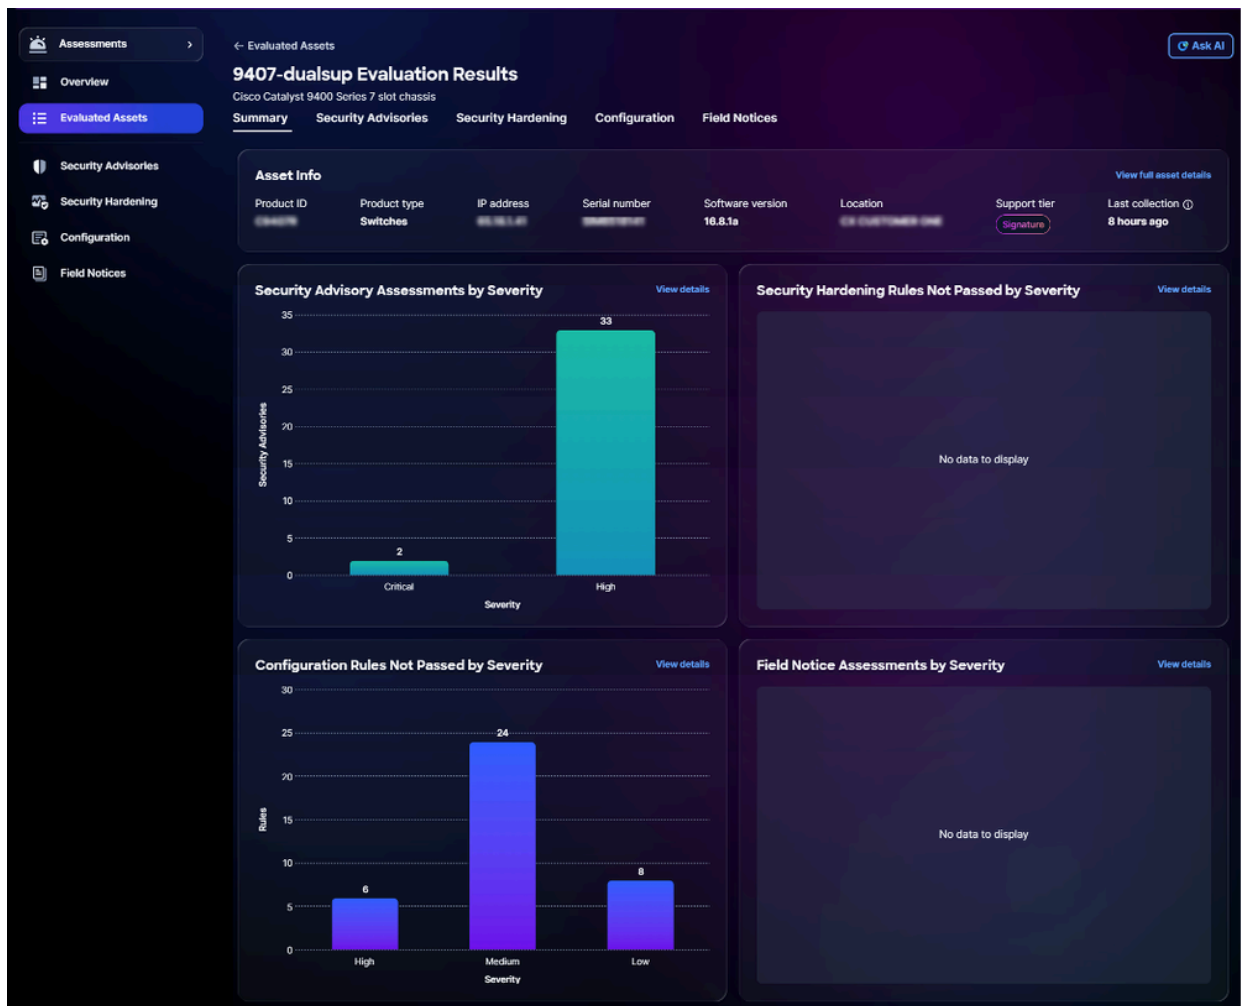 Assessments
Overview
Evaluated Assets
Security Advisories
Security Hardening
Configuration
Field Notices
← Evaluated Assets
Ask AI
9407-dualsup Evaluation Results
Cisco Catalyst 9400 Series 7 slot chassis
Summary Security Advisories Security Hardening Configuration Field Notices
Asset Info
View full asset details
Product ID Product type IP address Serial number Software version Location Support tier Last collection
Switches 16.8.1a Signature 8 hours ago
Security Advisory Assessments by Severity
View details
35
30
25
20
15
10
5
0
Security Advisories
2
33
Critical High
Severity
Security Hardening Rules Not Passed by Severity
View details
No data to display
Configuration Rules Not Passed by Severity
View details
30
25
20
15
10
5
0
Rules
6
24
8
High Medium Low
Severity
Field Notice Assessments by Severity
View details
No data to display